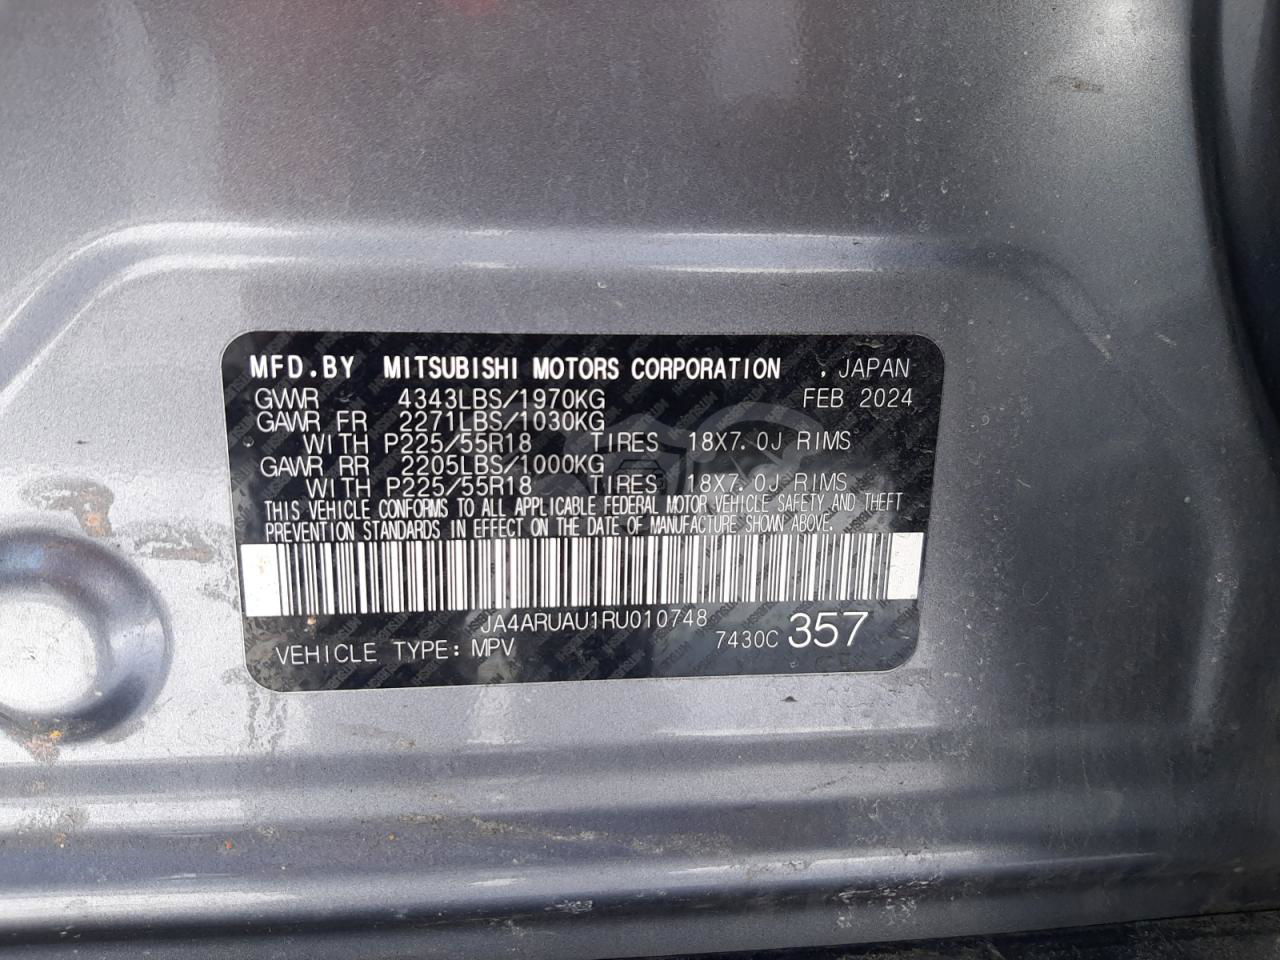 MFD.BY MITSUBISHI MOTORS CORPORATION , JAPAN
GVWR 4343LBS/1970KG FEB 2024
GAWR FR 2271LBS/1030KG
WITH P225/55R18 TIRES 18X7.0J RIMS
GAWR RR 2205LBS/1000KG
WITH P225/55R18 TIRES 18X7.0J RIMS
THIS VEHICLE CONFORMS TO ALL APPLICABLE FEDERAL MOTOR VEHICLE SAFETY AND THEFT
PREVENTION STANDARDS IN EFFECT ON THE DATE OF MANUFACTURE SHOWN ABOVE.
JA4ARUAU1RU010748
VEHICLE TYPE: MPV 7430C 357